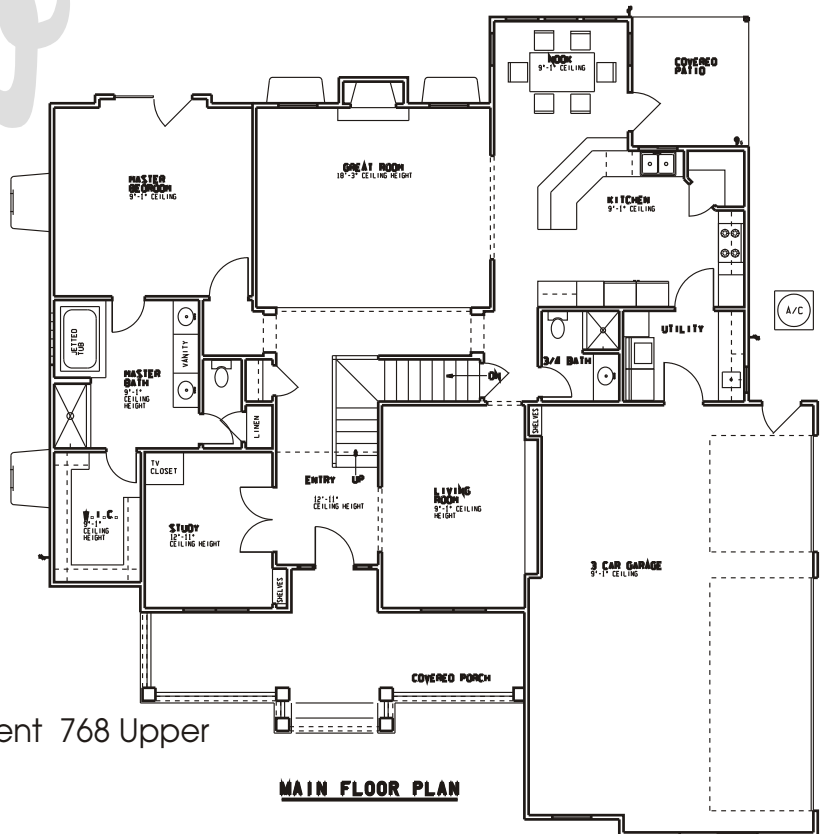 NOOK
9'-1" CEILING
COVERED
PATIO
MASTER
BEDROOM
9'-1" CEILING
GREAT ROOM
18'-3" CEILING HEIGHT
KITCHEN
9'-1" CEILING
A/C
JETTED
TUB
VANITY
MASTER
BATH
9'-1"
CEILING
HEIGHT
UTILITY
3/4 BATH
DN
LINEN
SHELVES
TV
CLOSET
ENTRY
UP
12'-11"
CEILING HEIGHT
LIVING
ROOM
9'-1" CEILING
HEIGHT
W.I.C.
9'-1"
CEILING
HEIGHT
STUDY
12'-11"
CEILING HEIGHT
3 CAR GARAGE
9'-1" CEILING
SHELVES
COVERED PORCH
ent 768 Upper
MAIN FLOOR PLAN